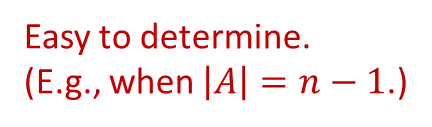 Easy to determine.
(E.g., when |A| = n − 1.)